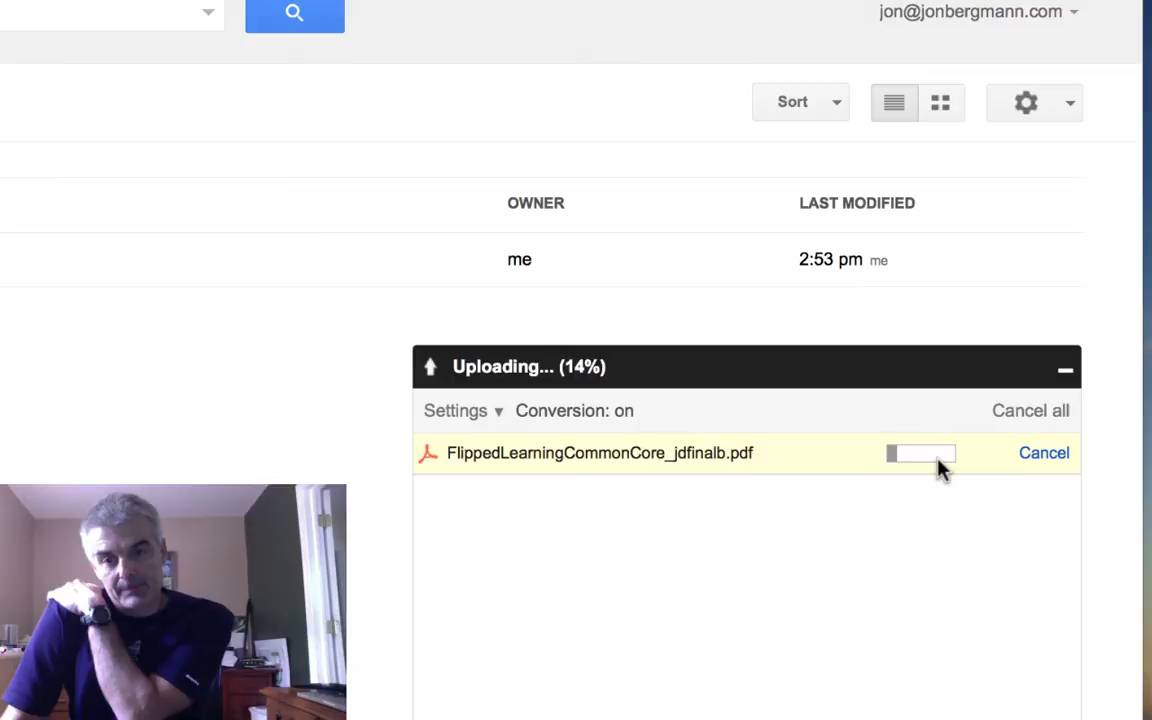 jon@jonbergmann.com
Sort
OWNER LAST MODIFIED
me 2:53 pm me
Uploading... (14%)
Settings Conversion: on Cancel all
FlippedLearningCommonCore_jdfinalb.pdf Cancel